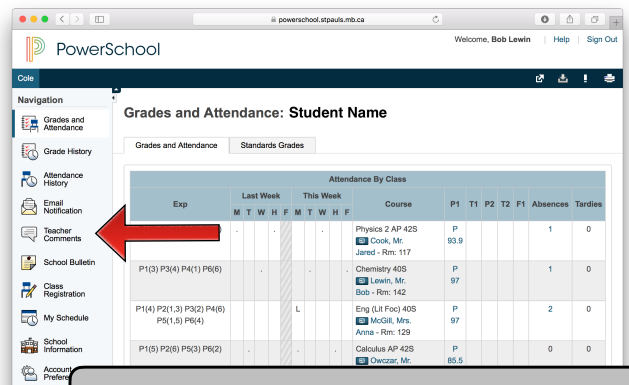 powerschool.stpauls.mb.ca
PowerSchool
Welcome, Bob Lewin | Help | Sign Out
Cole
Navigation
Grades and Attendance
Grade History
Attendance History
Email Notification
Teacher Comments
School Bulletin
Class Registration
My Schedule
School Information
Account
Grades and Attendance: Student Name
Grades and Attendance
Standards Grades
Attendance By Class
Exp Last Week This Week Course P1 T1 P2 T2 F1 Absences Tardies
M T W H F M T W H F
. . . . Physics 2 AP 42S P 1 0
Cook, Mr. 93.9
Jared - Rm: 117
P1(3) P3(4) P4(1) P6(6) . . . Chemistry 40S P 1 0
Lewin, Mr. 97
Bob - Rm: 142
P1(4) P2(1,3) P3(2) P4(6) L Eng (Lit Foc) 40S P 2 0
P5(1,5) P6(4) McGill, Mrs. 97
Anna - Rm: 129
P1(5) P2(6) P5(3) P6(2) . . . . Calculus AP 42S P 0 0
Owczar, Mr. 85.5